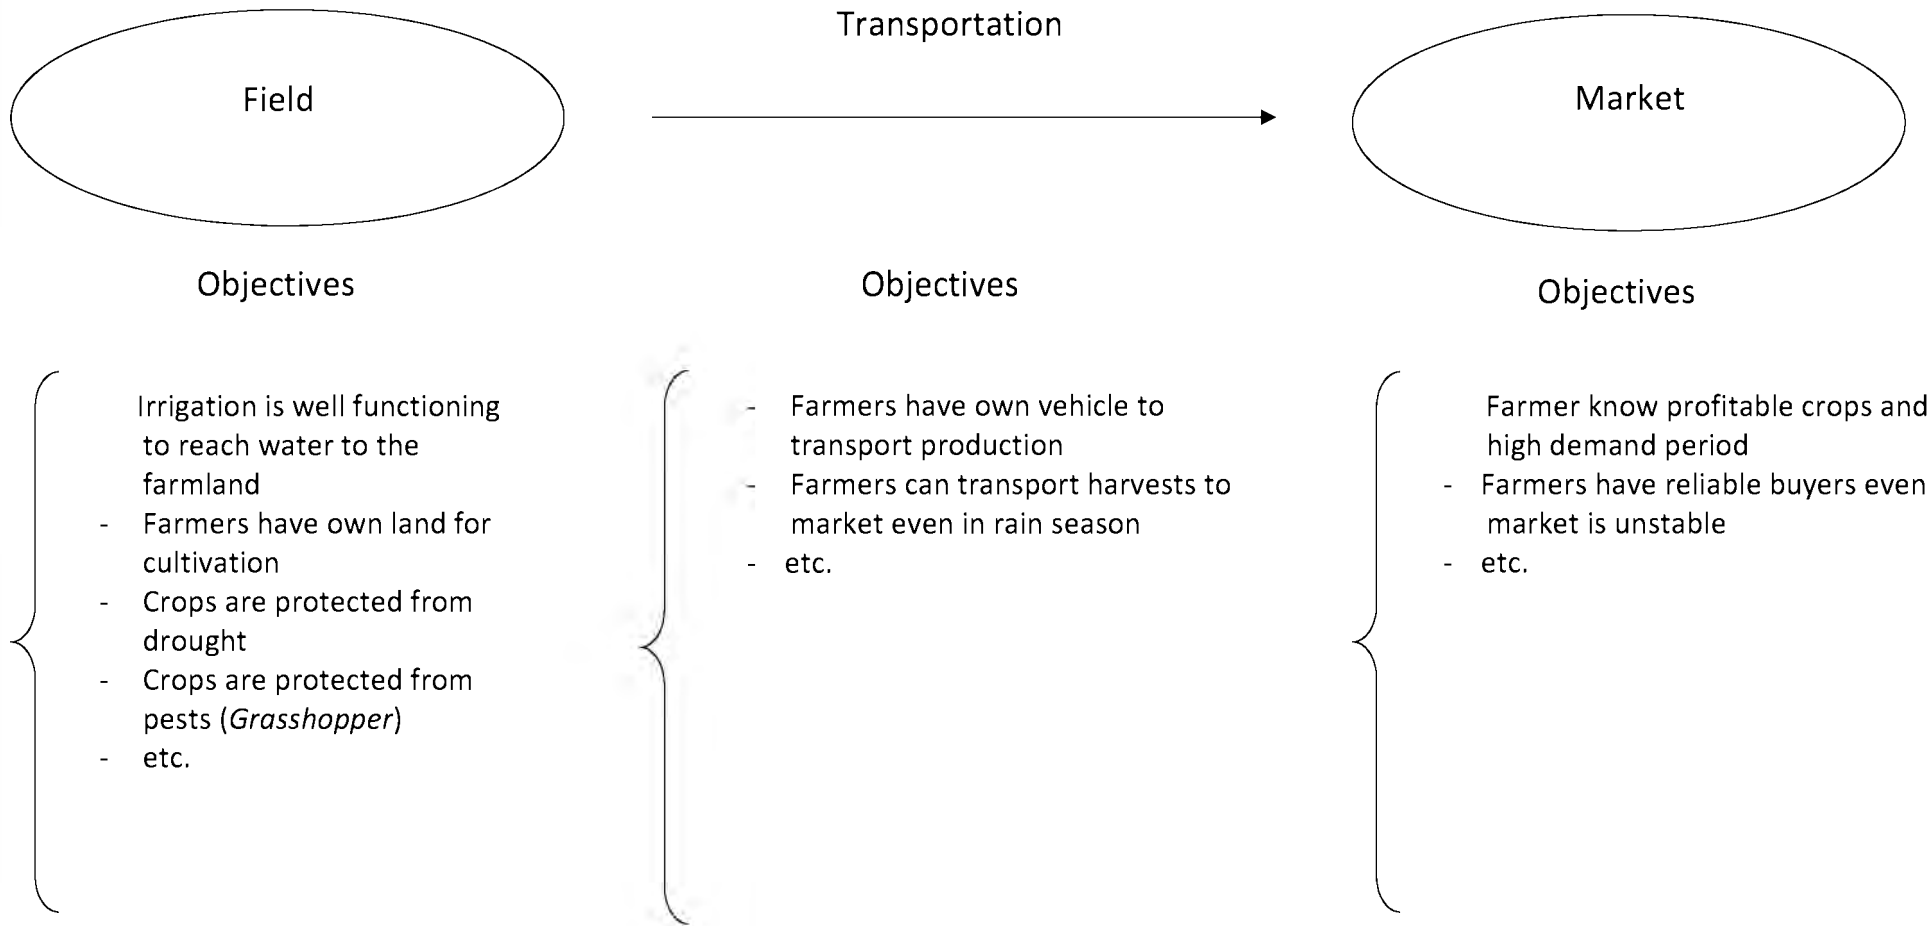 Transportation
Field
Market
Objectives
Objectives
Objectives
Irrigation is well functioning
to reach water to the
farmland
- Farmers have own land for
cultivation
- Crops are protected from
drought
- Crops are protected from
pests (Grasshopper)
- etc.
- Farmers have own vehicle to
transport production
- Farmers can transport harvests to
market even in rain season
- etc.
Farmer know profitable crops and
high demand period
- Farmers have reliable buyers even
market is unstable
- etc.